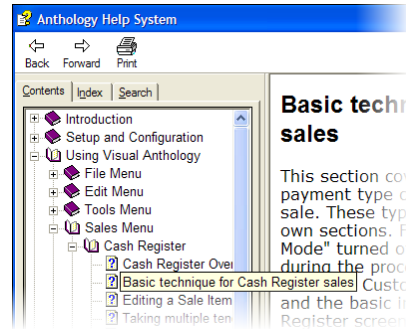 Anthology Help System
Back Forward Print
Contents Index Search
Introduction
Setup and Configuration
Using Visual Anthology
File Menu
Edit Menu
Tools Menu
Sales Menu
Cash Register
Cash Register Over
Basic technique for Cash Register sales
Editing a Sale Item
Taking multiple ten
Basic techn
sales
This section co
payment type
sale. These typ
own sections. F
Mode" turned o
during the proc
Custo
and the basic in
Register screen